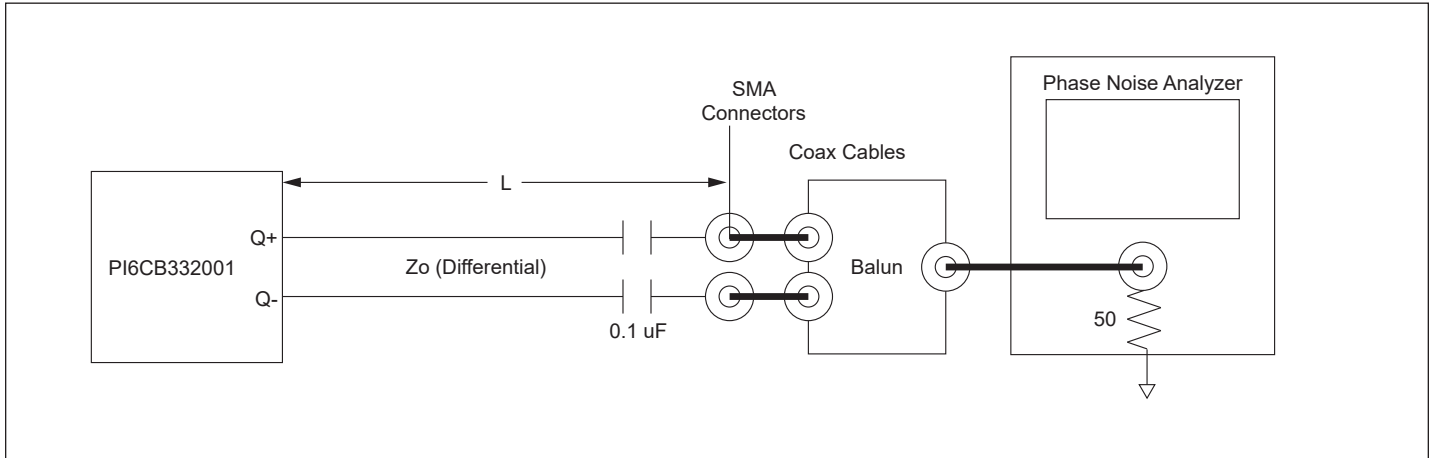 Phase Noise Analyzer
SMA
Connectors
Coax Cables
L
PI6CB332001
Q+
Q-
Zo (Differential)
0.1 uF
Balun
50